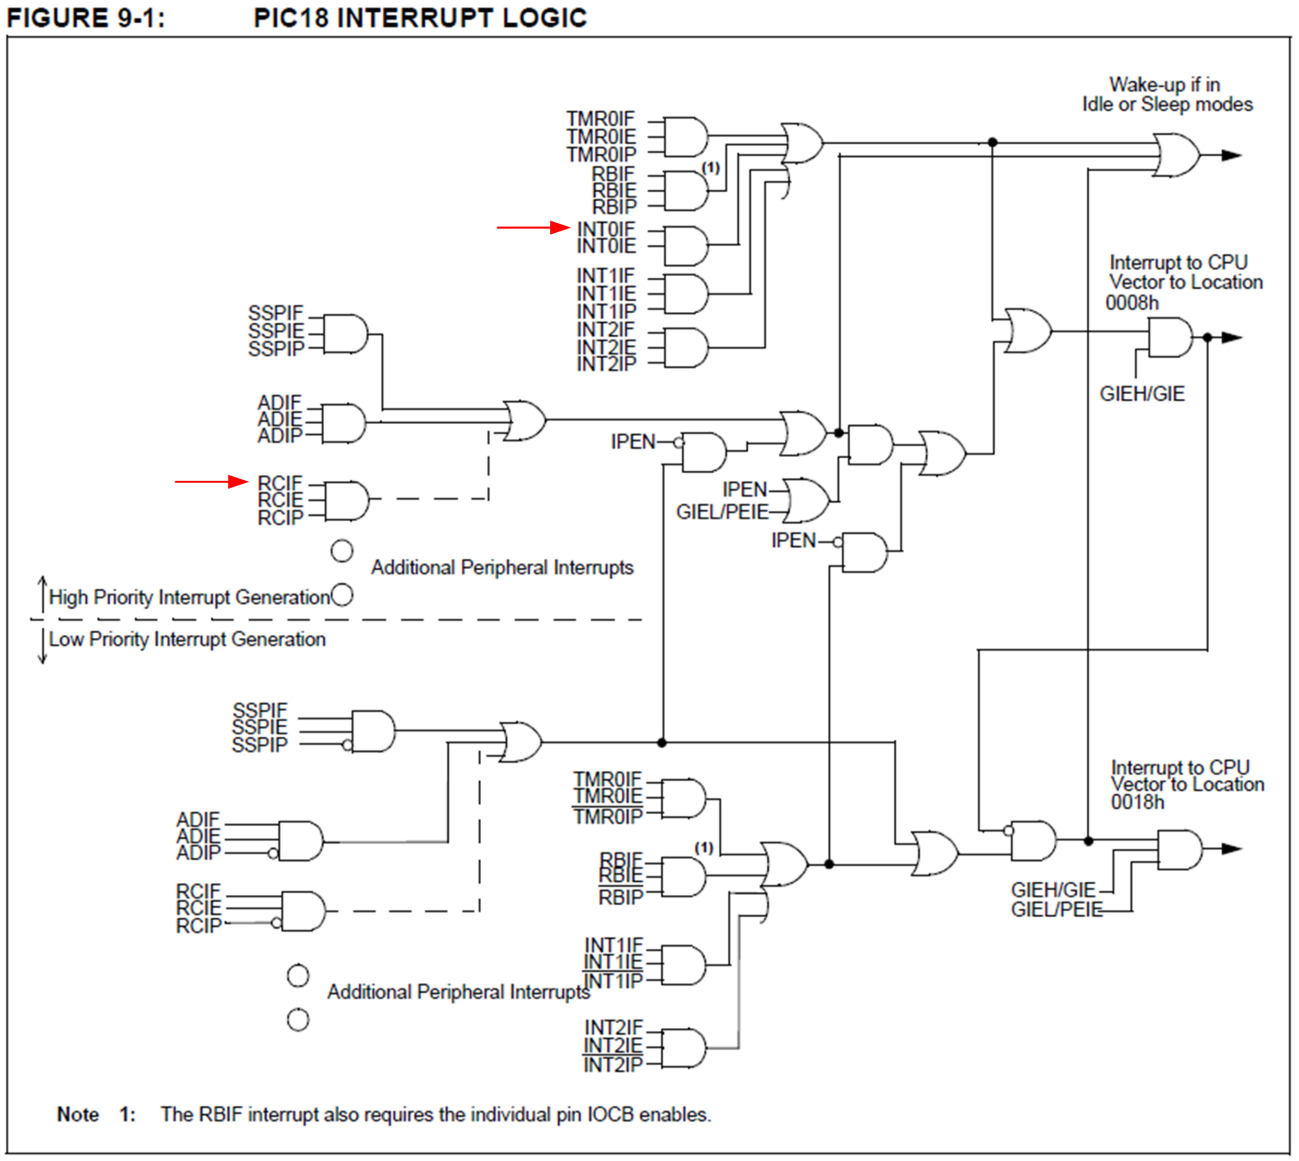 FIGURE 9-1: PIC18 INTERRUPT LOGIC
Wake-up if in
Idle or Sleep modes
TMR0IF
TMR0IE
TMR0IP
(1)
RBIF
RBIE
RBIP
INT0IF
INT0IE
INT1IF
INT1IE
INT1IP
INT2IF
INT2IE
INT2IP
Interrupt to CPU
Vector to Location
0008h
GIEH/GIE
SSPIF
SSPIE
SSPIP
ADIF
ADIE
ADIP
RCIF
RCIE
RCIP
IPEN
IPEN
GIEL/PEIE
IPEN
Additional Peripheral Interrupts
High Priority Interrupt Generation
Low Priority Interrupt Generation
SSPIF
SSPIE
SSPIP
ADIF
ADIE
ADIP
RCIF
RCIE
RCIP
Additional Peripheral Interrupts
TMR0IF
TMR0IE
TMR0IP
(1)
RBIF
RBIE
RBIP
INT1IF
INT1IE
INT1IP
INT2IF
INT2IE
INT2IP
Interrupt to CPU
Vector to Location
0018h
GIEH/GIE
GIEL/PEIE
Note 1: The RBIF interrupt also requires the individual pin IOCB enables.